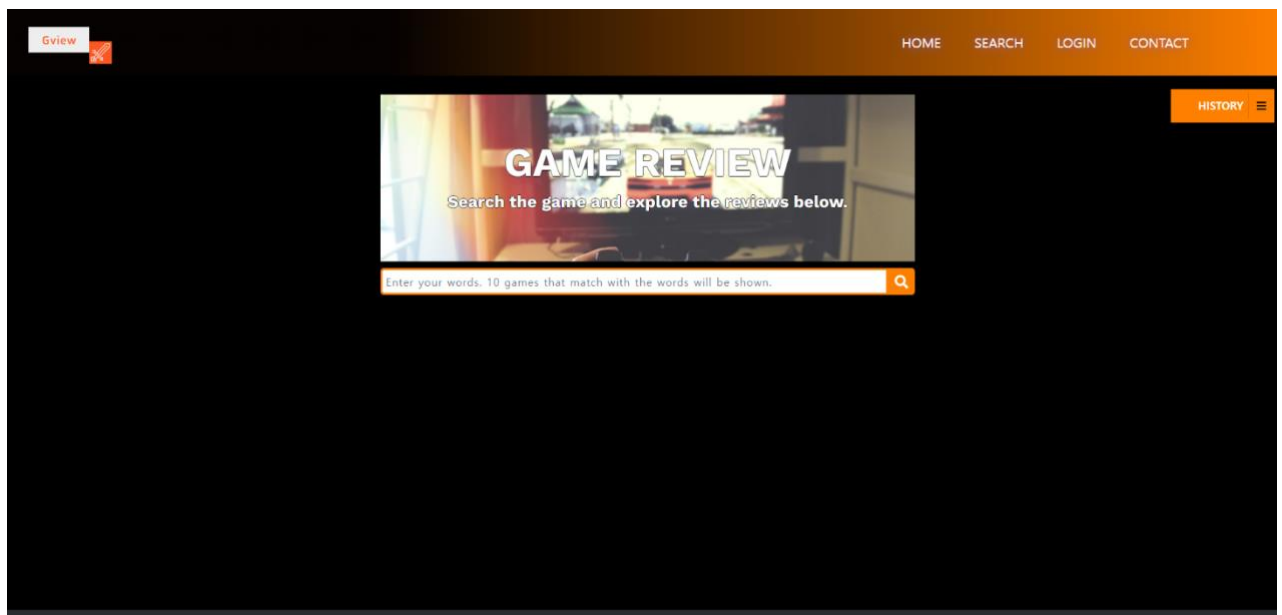 Gview
HOME SEARCH LOGIN CONTACT
HISTORY
GAME REVIEW
Search the game and explore the reviews below.
Enter your words. 10 games that match with the words will be shown.